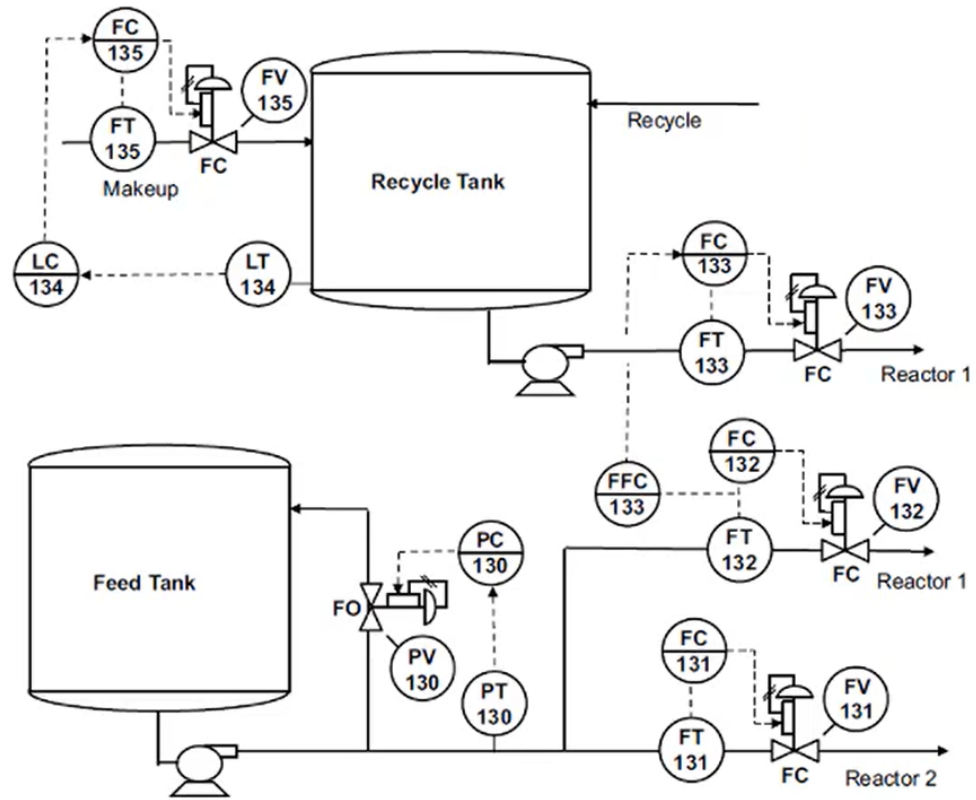 FC
135
FV
135
FT
135
FC
Makeup
Recycle
Recycle Tank
LC
134
LT
134
FC
133
FV
133
FT
133
FC
Reactor 1
FFC
133
FC
132
FV
132
FT
132
FC
Reactor 1
Feed Tank
FO
PC
130
PV
130
PT
130
FC
131
FV
131
FT
131
FC
Reactor 2